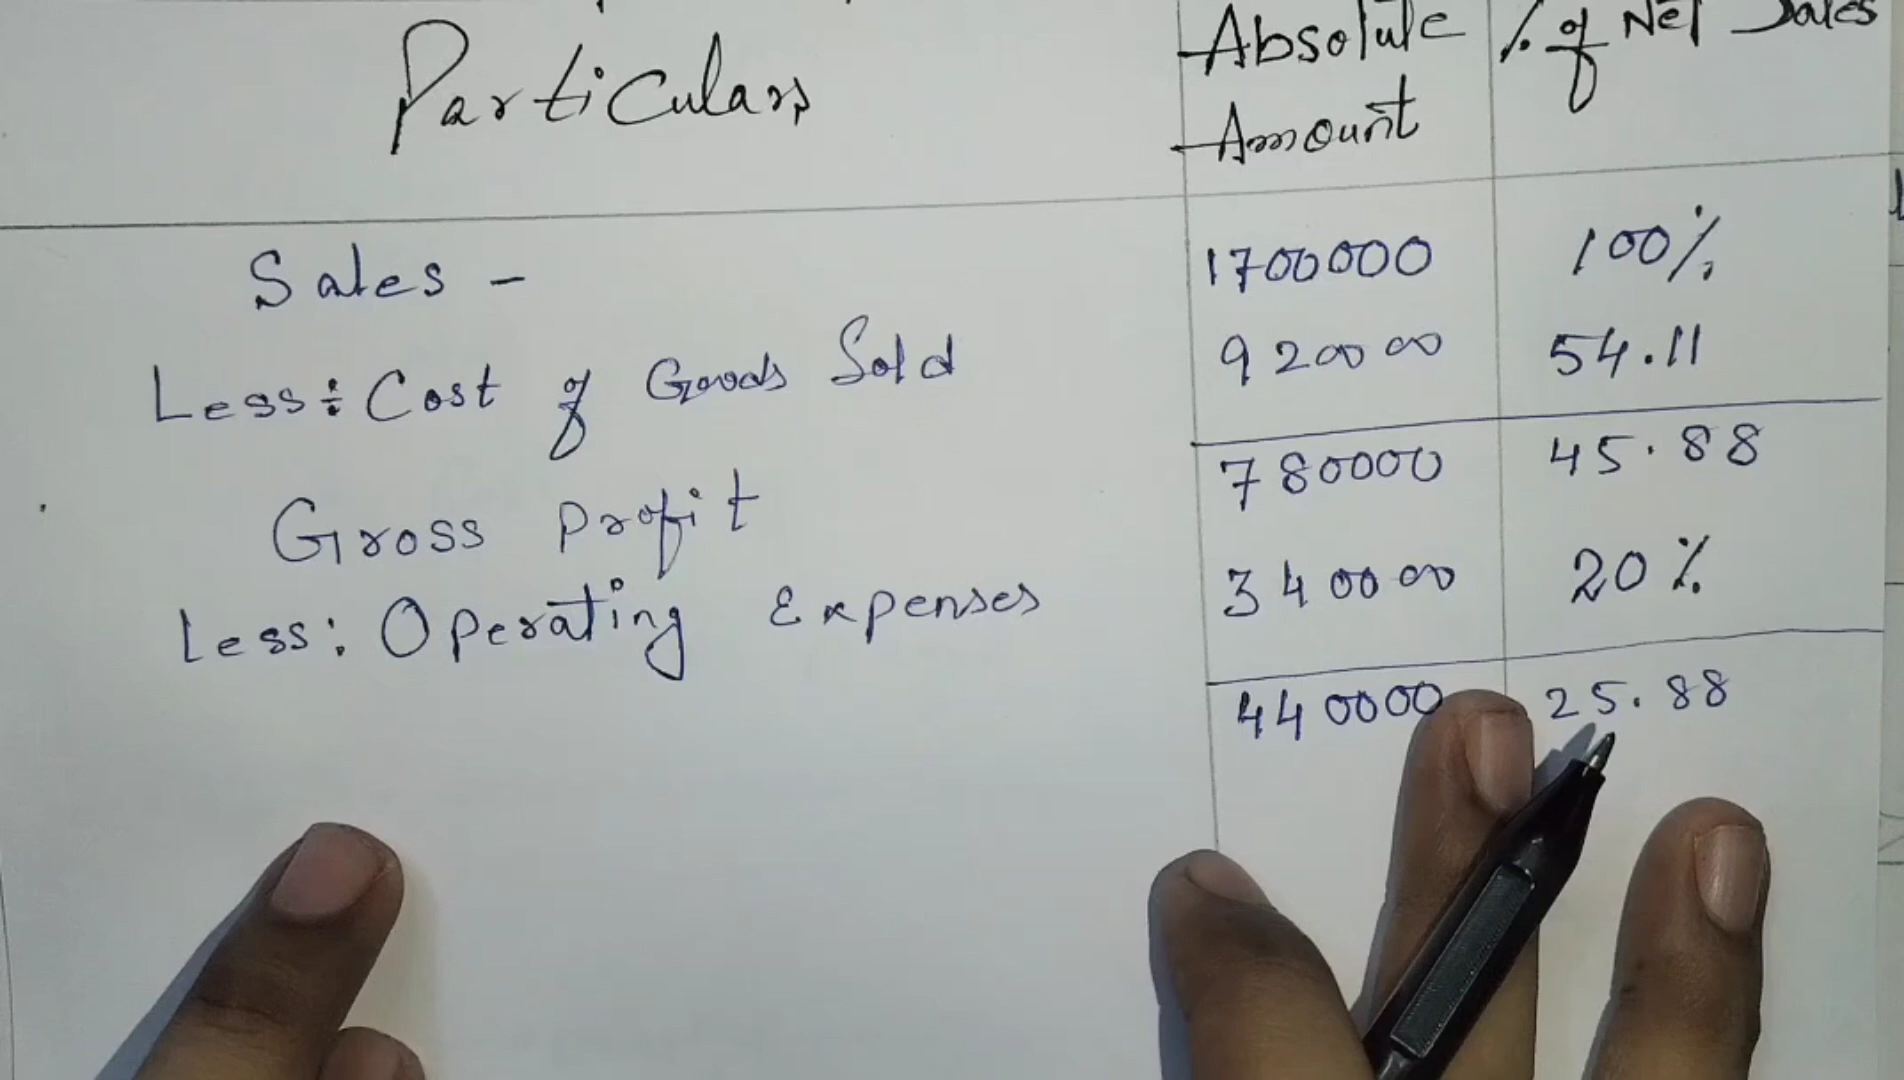 Particulars Absolute Amount % of Net Sales
Sales - 1700000 100%
Less: Cost of Goods Sold 920000 54.11
Gross Profit 780000 45.88
Less: Operating Expenses 340000 20%
440000 25.88